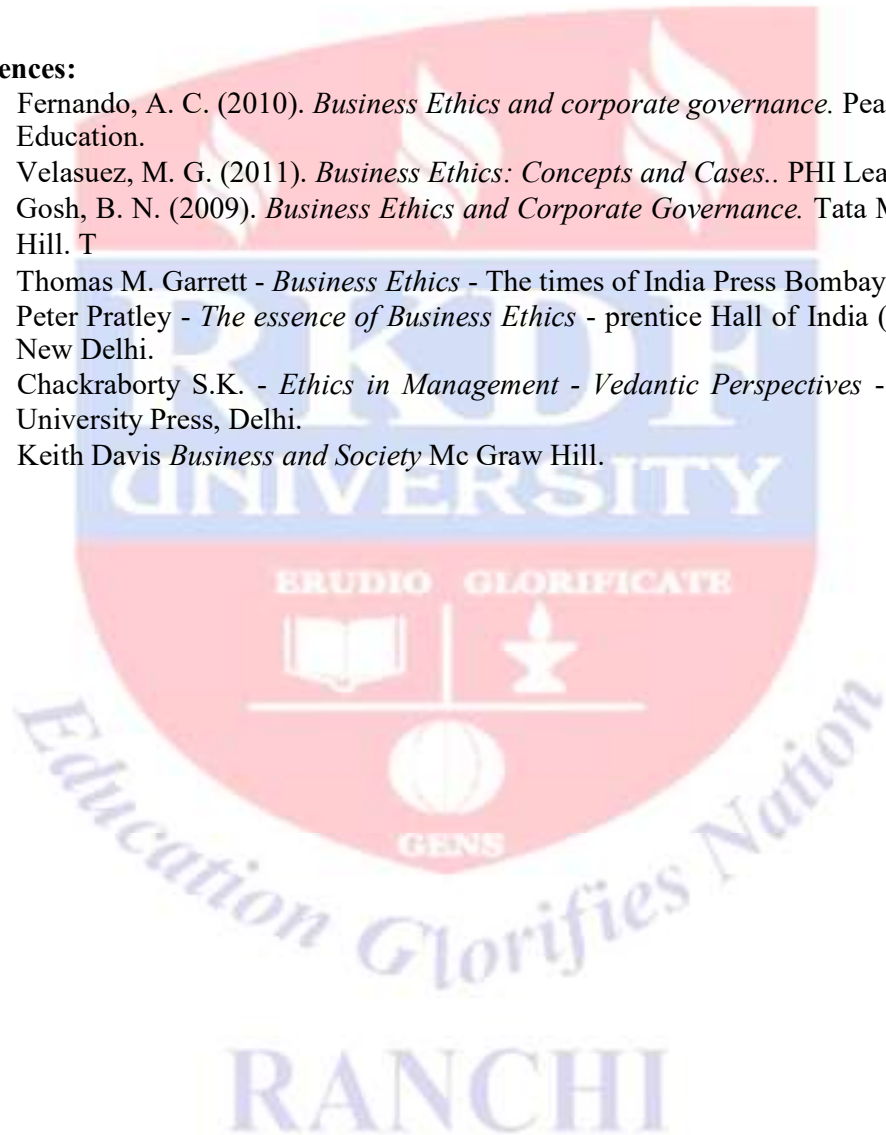 ences:
Fernando, A. C. (2010). Business Ethics and corporate governance. Pea
Education.
Velasuez, M. G. (2011). Business Ethics: Concepts and Cases.. PHI Lea
Gosh, B. N. (2009). Business Ethics and Corporate Governance. Tata M
Hill. T
Thomas M. Garrett - Business Ethics - The times of India Press Bombay
Peter Pratley - The essence of Business Ethics - prentice Hall of India (
New Delhi.
Chackraborty S.K. - Ethics in Management - Vedantic Perspectives -
University Press, Delhi.
Keith Davis Business and Society Mc Graw Hill.
RKDF
UNIVERSITY
ERUDIO GLORIFICATE
GENS
Education Glorifies Nation
RANCHI